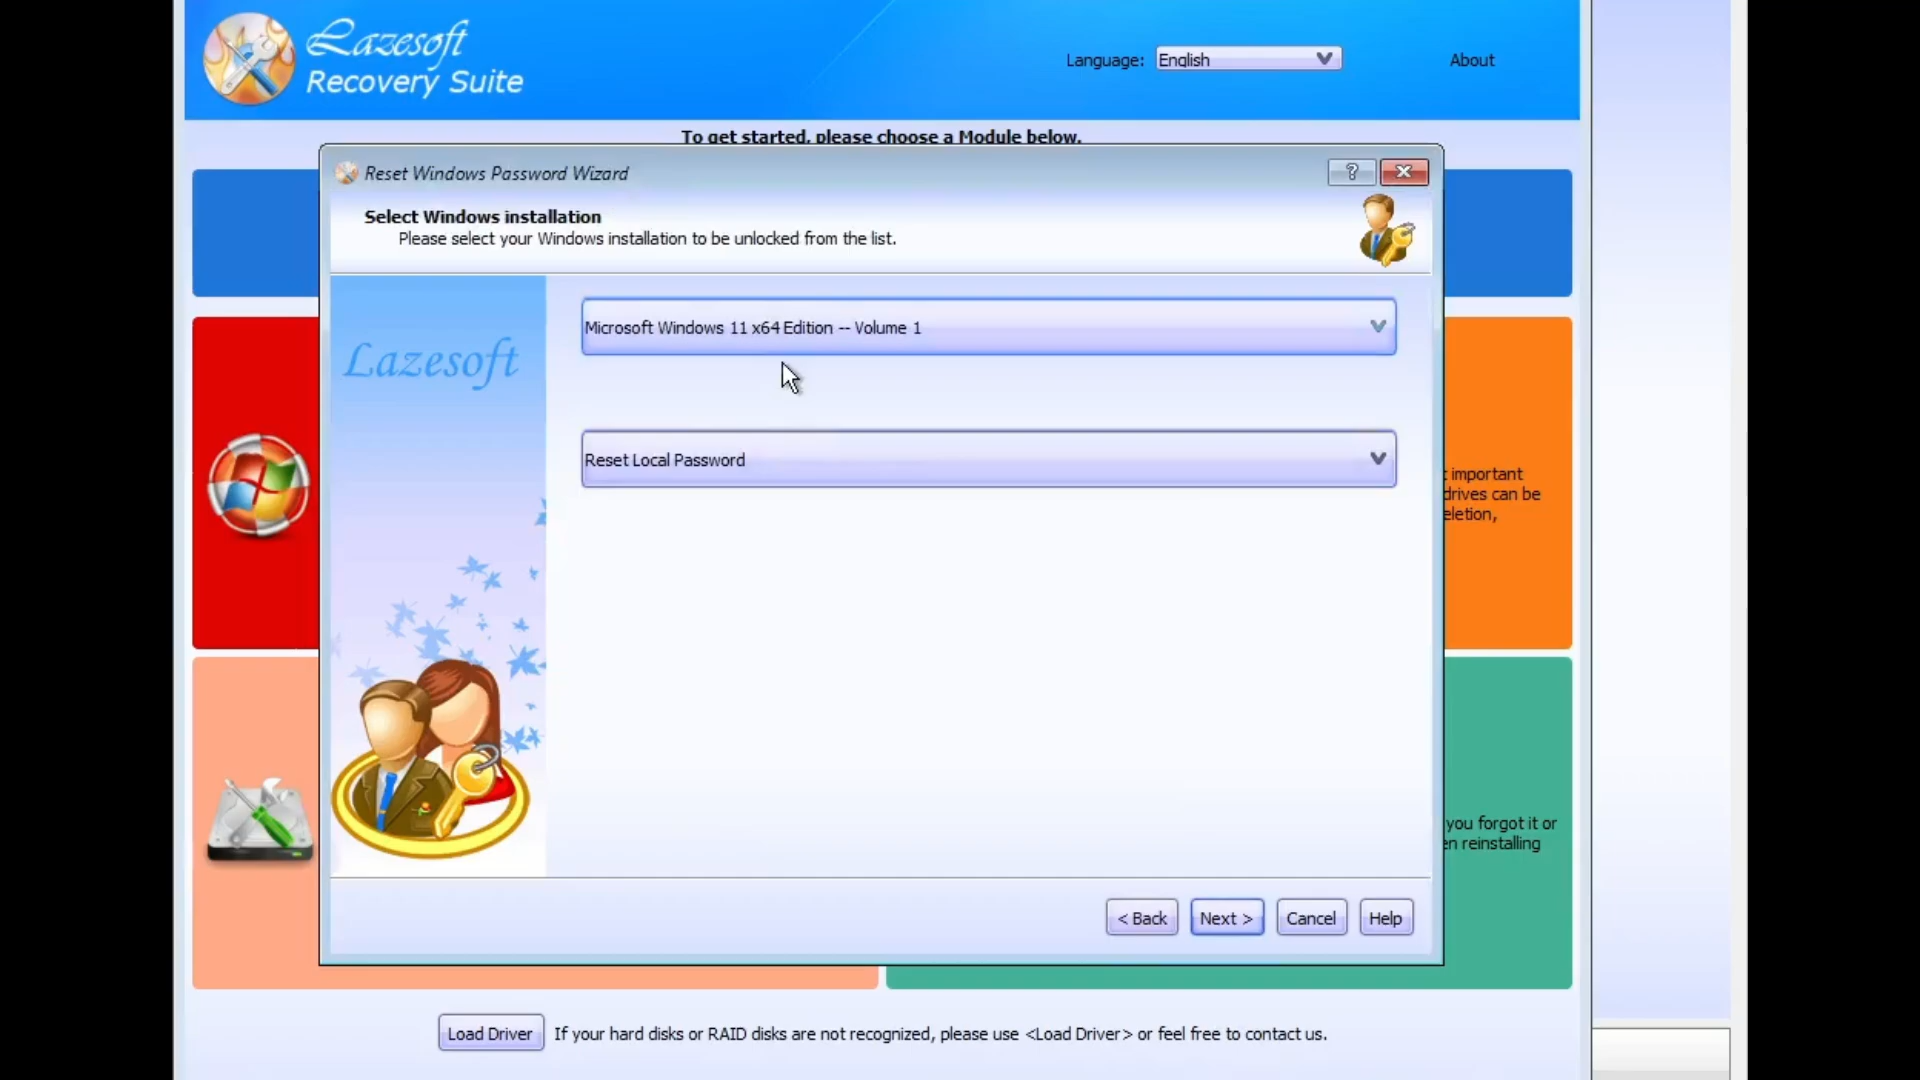 Lazesoft
Recovery Suite
Language: English
About
To get started, please choose a Module below.
Reset Windows Password Wizard
?
Select Windows installation
Please select your Windows installation to be unlocked from the list.
Lazesoft
Microsoft Windows 11 x64 Edition -- Volume 1
Reset Local Password
important
drives can be
eletion,
you forgot it or
en reinstalling
< Back
Next >
Cancel
Help
Load Driver
If your hard disks or RAID disks are not recognized, please use <Load Driver> or feel free to contact us.